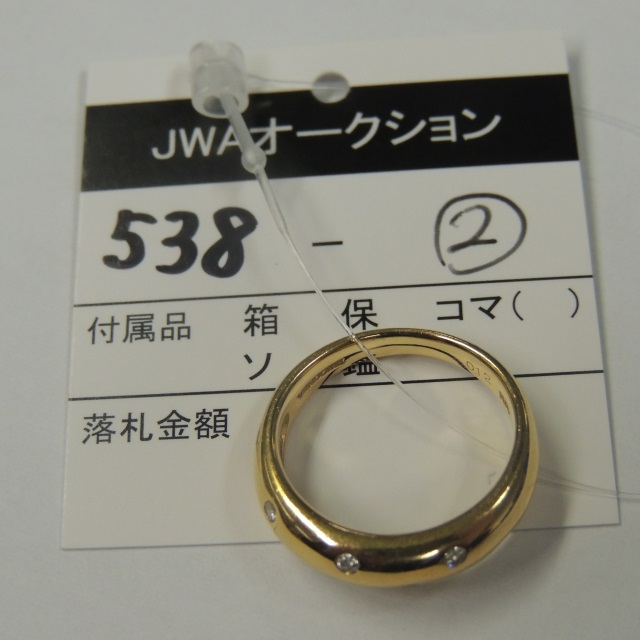 JWAオークション
538 - ②
付属品 箱 保 コマ( )
ソ 鑑
落札金額